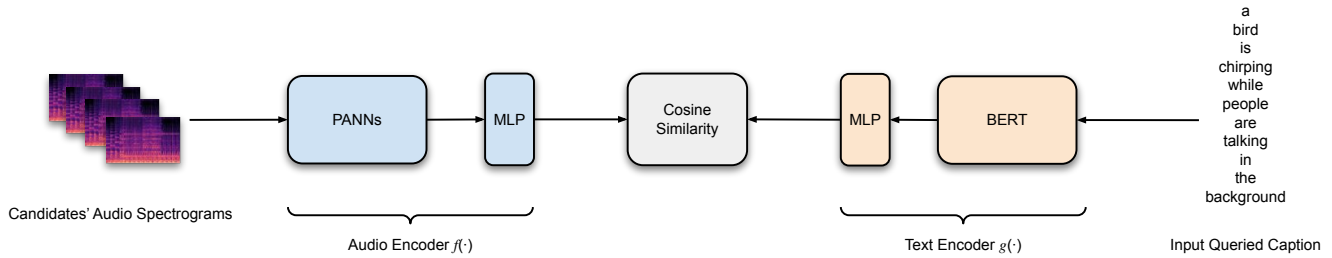 a
bird
is
chirping
while
people
are
talking
in
the
background
PANNs
MLP
Cosine
Similarity
MLP
BERT
Candidates' Audio Spectrograms
Audio Encoder f(·)
Text Encoder g(·)
Input Queried Caption